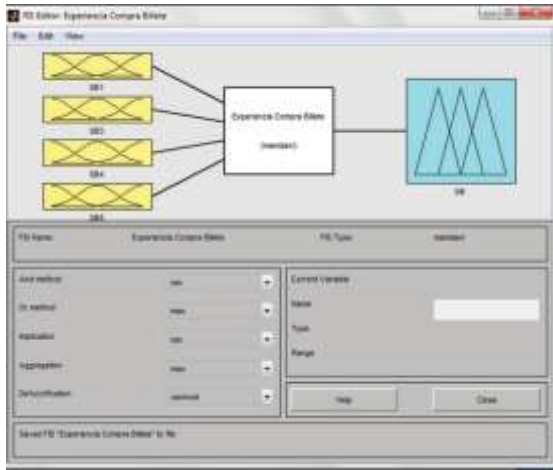 FIS Editor: Experiencia Compra Billete
File Edit View
SB1
SB3
Experiencia Compra Billete
(mamdani)
SB4
SB
SB5
FIS Name: Experiencia Compra Billete FIS Type: mamdani
And method min
Or method max
Implication min
Aggregation max
Defuzzification centroid
Current Variable
Name
Type
Range
Help Close
Saved FIS "Experiencia Compra Billete" to file